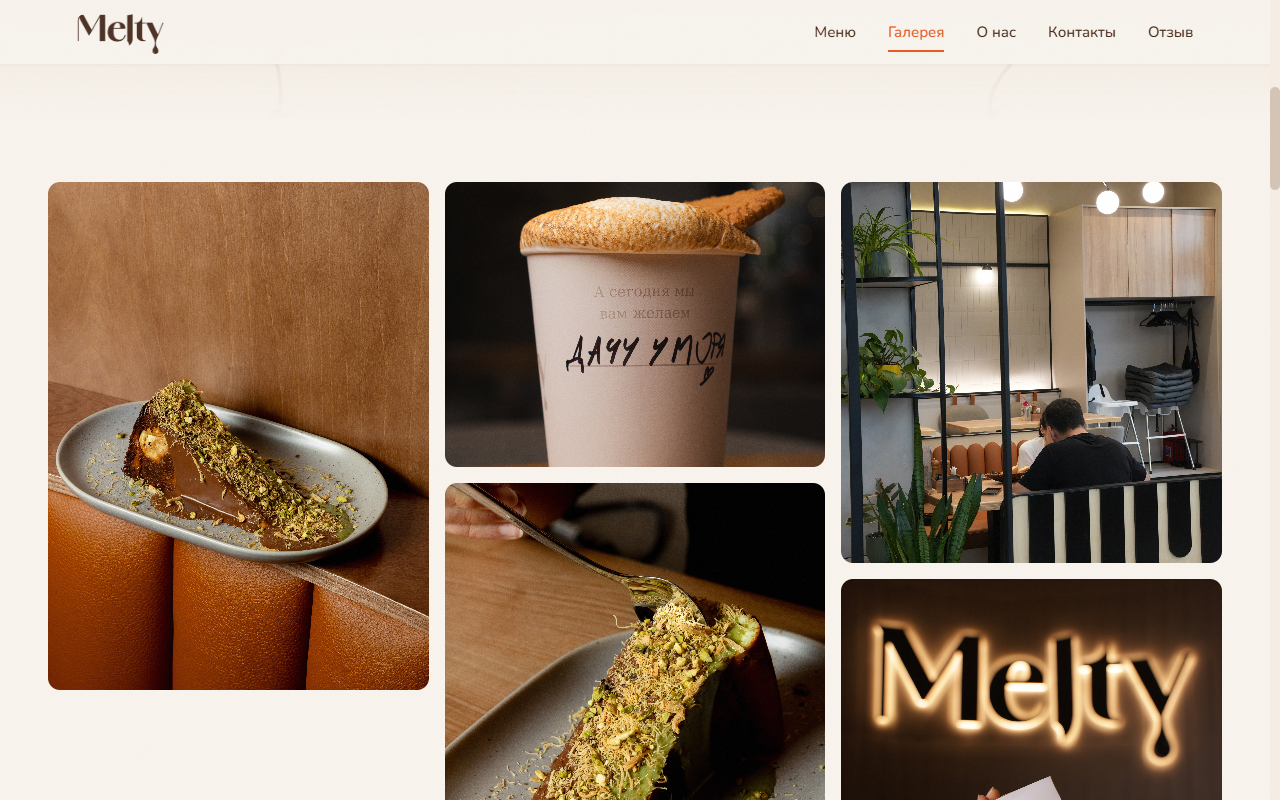 Melty
Меню
Галерея
О нас
Контакты
Отзыв
А сегодня мы
вам желаем
ДАЧУ У МОРЯ
Melty